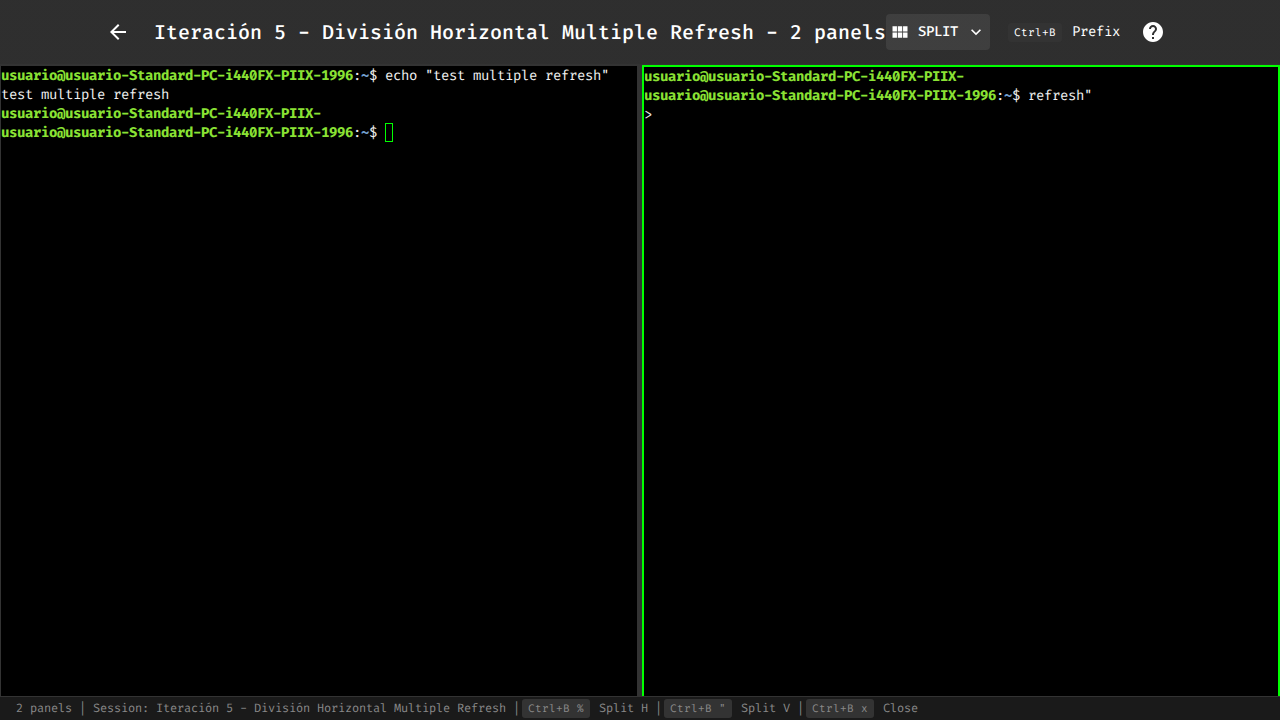 Iteración 5 - División Horizontal Multiple Refresh - 2 panels
SPLIT
Ctrl+B Prefix
usuario@usuario-Standard-PC-i440FX-PIIX-1996:~$ echo "test multiple refresh"
test multiple refresh
usuario@usuario-Standard-PC-i440FX-PIIX-
usuario@usuario-Standard-PC-i440FX-PIIX-1996:~$
usuario@usuario-Standard-PC-i440FX-PIIX-
usuario@usuario-Standard-PC-i440FX-PIIX-1996:~$ refresh"
>
2 panels | Session: Iteración 5 - División Horizontal Multiple Refresh | Ctrl+B % Split H | Ctrl+B " Split V | Ctrl+B x Close